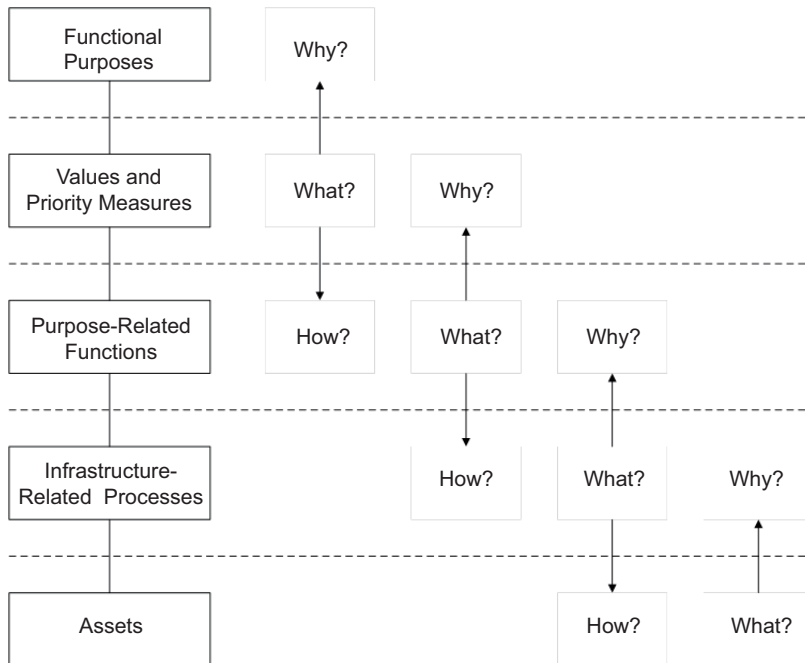 Functional
Purposes
Why?
Values and
Priority Measures
What?
Why?
Purpose-Related
Functions
How?
What?
Why?
Infrastructure-
Related Processes
How?
What?
Why?
Assets
How?
What?